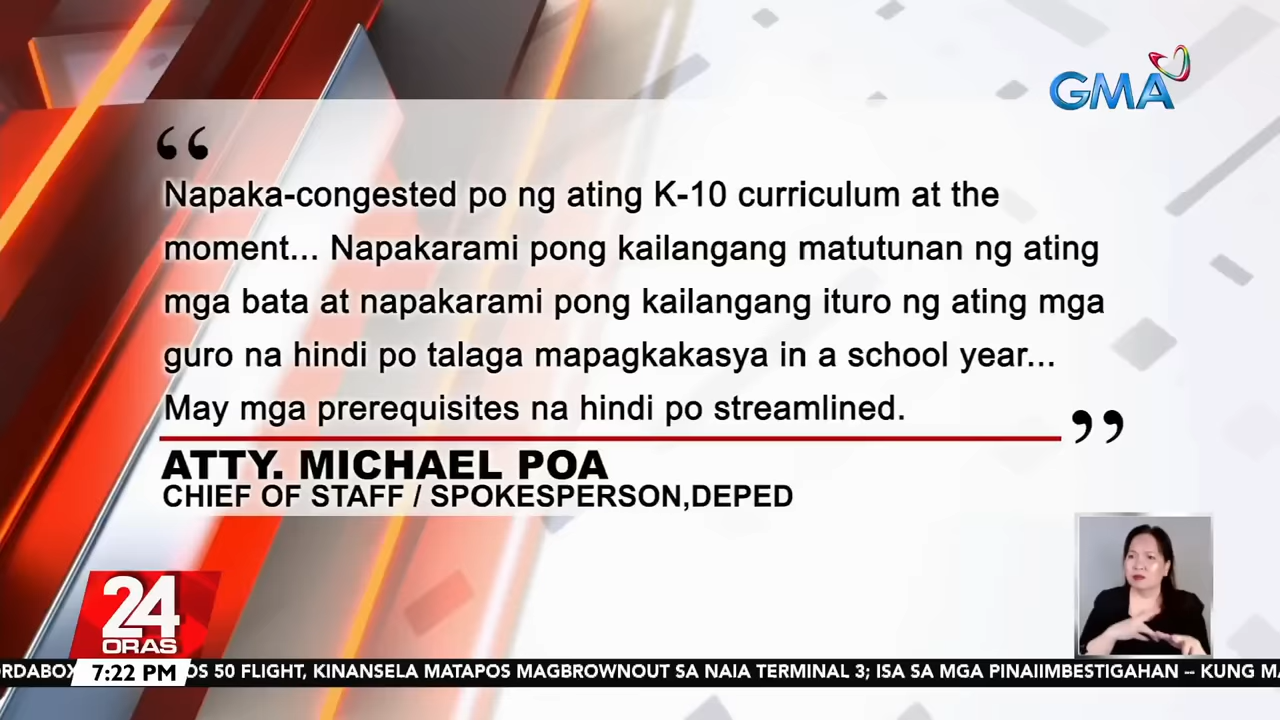 GMA
“
Napaka-congested po ng ating K-10 curriculum at the
moment... Napakarami pong kailangang matutunan ng ating
mga bata at napakarami pong kailangang ituro ng ating mga
guro na hindi po talaga mapagkakasya in a school year...
May mga prerequisites na hindi po streamlined.
”
ATTY. MICHAEL POA
CHIEF OF STAFF / SPOKESPERSON,DEPED
24
ORAS
7:22 PM
50 FLIGHT, KINANSELA MATAPOS MAGBROWNOUT SA NAIA TERMINAL 3; ISA SA MGA PINAIIMBESTIGAHAN -- KUNG